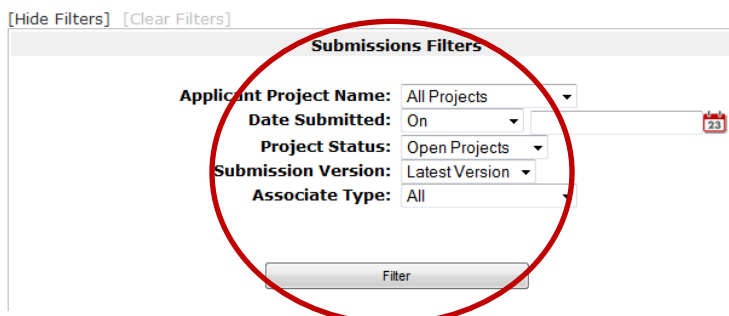 [Hide Filters] [Clear Filters]
Submissions Filters
Applicant Project Name: All Projects
Date Submitted: On 23
Project Status: Open Projects
Submission Version: Latest Version
Associate Type: All
Filter